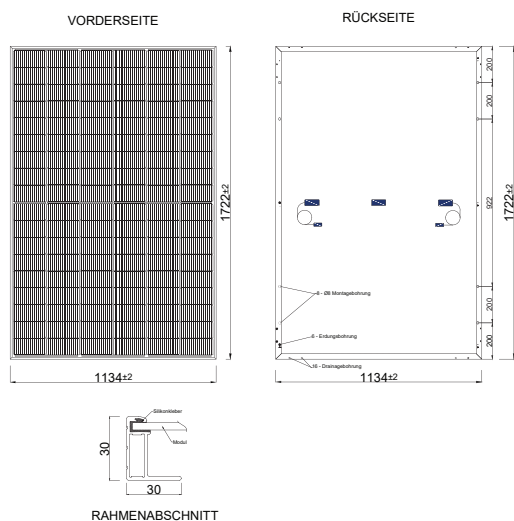 VORDERSEITE
1722±2
1134±2
RÜCKSEITE
200
200
922
200
200
1722±2
8 - Ø8 Montagebohrung
6 - Erdungsbohrung
16 - Drainagebohrung
1134±2
Silikonkleber
Modul
30
30
RAHMENABSCHNITT